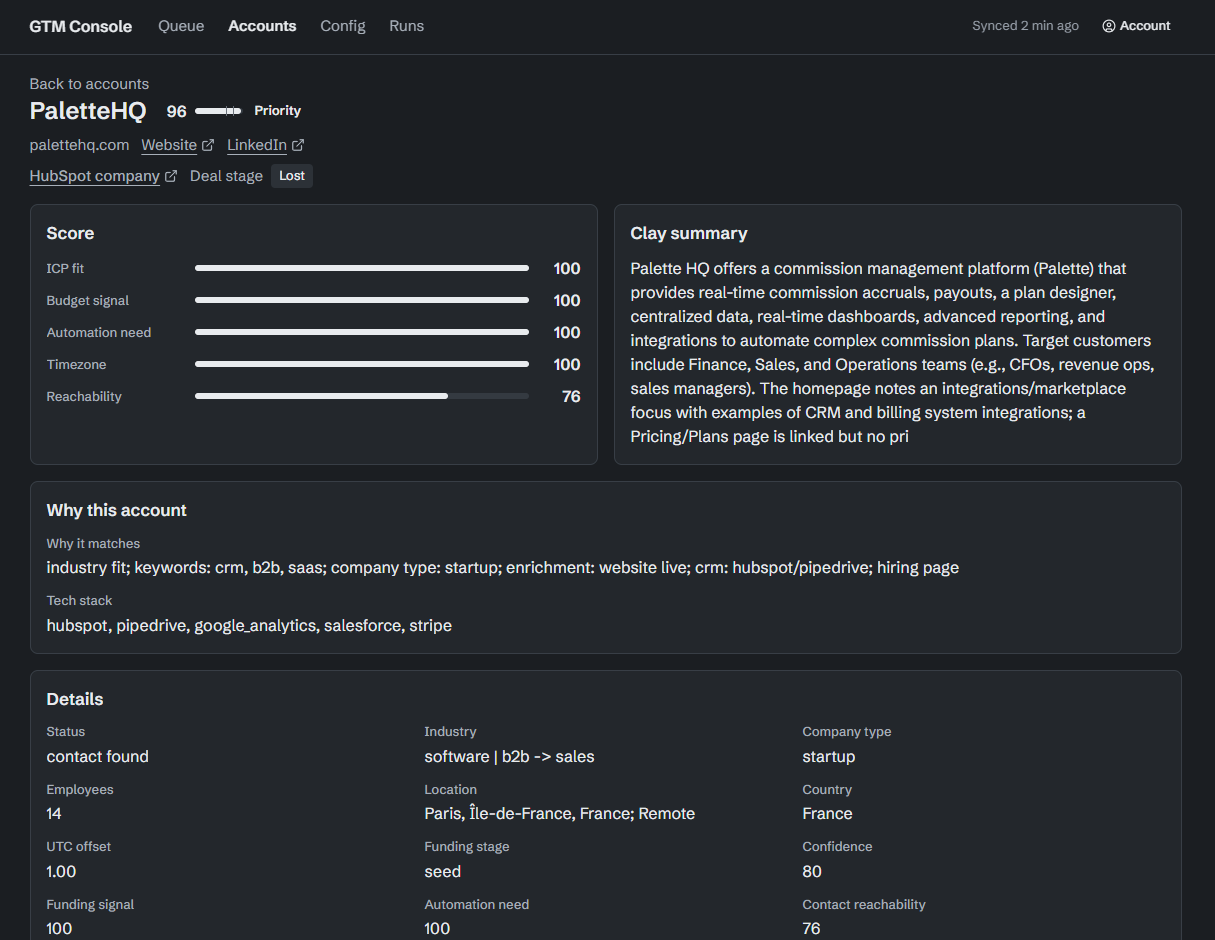 GTM Console Queue Accounts Config Runs Synced 2 min ago Account
Back to accounts
PaletteHQ 96 Priority
palettehq.com Website LinkedIn
HubSpot company Deal stage Lost
Score
ICP fit 100
Budget signal 100
Automation need 100
Timezone 100
Reachability 76
Clay summary
Palette HQ offers a commission management platform (Palette) that
provides real-time commission accruals, payouts, a plan designer,
centralized data, real-time dashboards, advanced reporting, and
integrations to automate complex commission plans. Target customers
include Finance, Sales, and Operations teams (e.g., CFOs, revenue ops,
sales managers). The homepage notes an integrations/marketplace
focus with examples of CRM and billing system integrations; a
Pricing/Plans page is linked but no pri
Why this account
Why it matches
industry fit; keywords: crm, b2b, saas; company type: startup; enrichment: website live; crm: hubspot/pipedrive; hiring page
Tech stack
hubspot, pipedrive, google_analytics, salesforce, stripe
Details
Status Industry Company type
contact found software | b2b -> sales startup
Employees Location Country
14 Paris, Île-de-France, France; Remote France
UTC offset Funding stage Confidence
1.00 seed 80
Funding signal Automation need Contact reachability
100 100 76